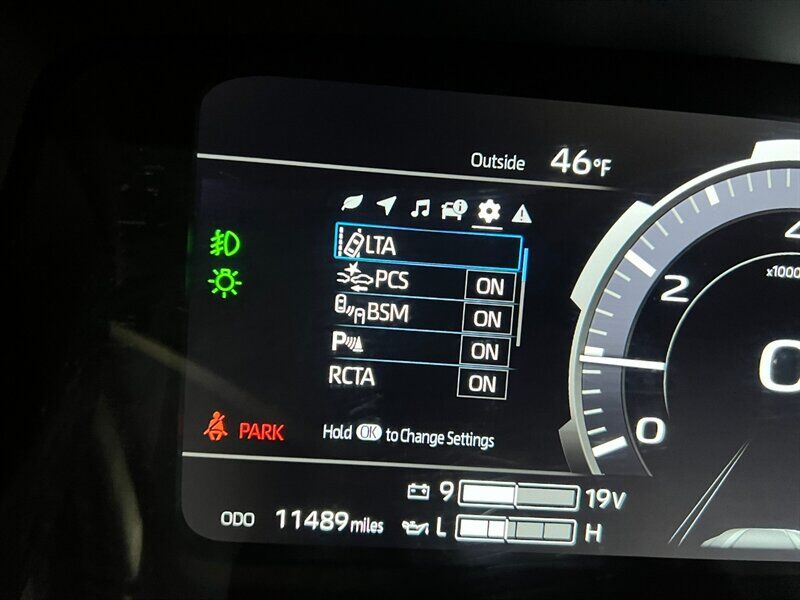 Outside 46°F
LTA
PCS ON
BSM ON
P ON
RCTA ON
PARK
Hold OK to Change Settings
2
x1000
0
0
9 19V
ODO 11489 miles
L H